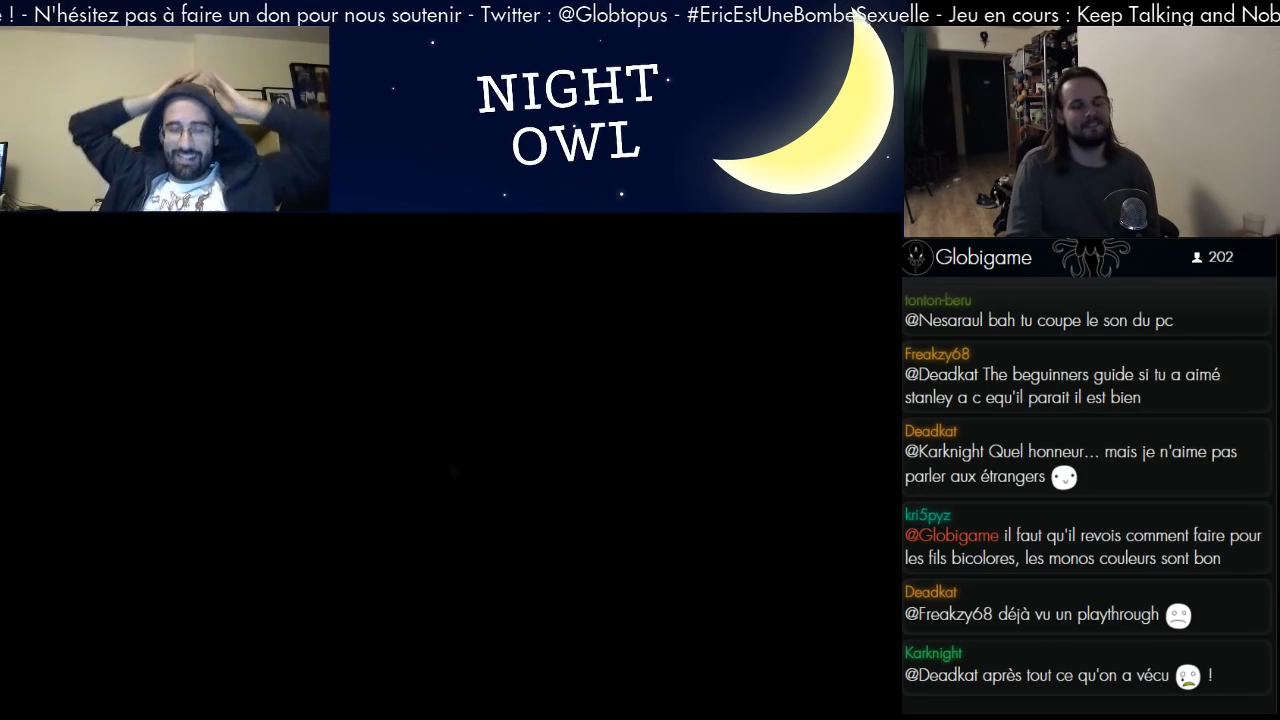 ! - N'hésitez pas à faire un don pour nous soutenir - Twitter : @Globtopus - #EricEstUneBombeSexuelle - Jeu en cours : Keep Talking and Nob
NIGHT
OWL
Globigame
202
tonton-beru
@Nesaraul bah tu coupe le son du pc
Freakzy68
@Deadkat The beguinners guide si tu a aimé
stanley a c equ'il parait il est bien
Deadkat
@Karknight Quel honneur... mais je n'aime pas
parler aux étrangers
kri5pyz
@Globigame il faut qu'il revois comment faire pour
les fils bicolores, les monos couleurs sont bon
Deadkat
@Freakzy68 déjà vu un playthrough
Karknight
@Deadkat après tout ce qu'on a vécu !